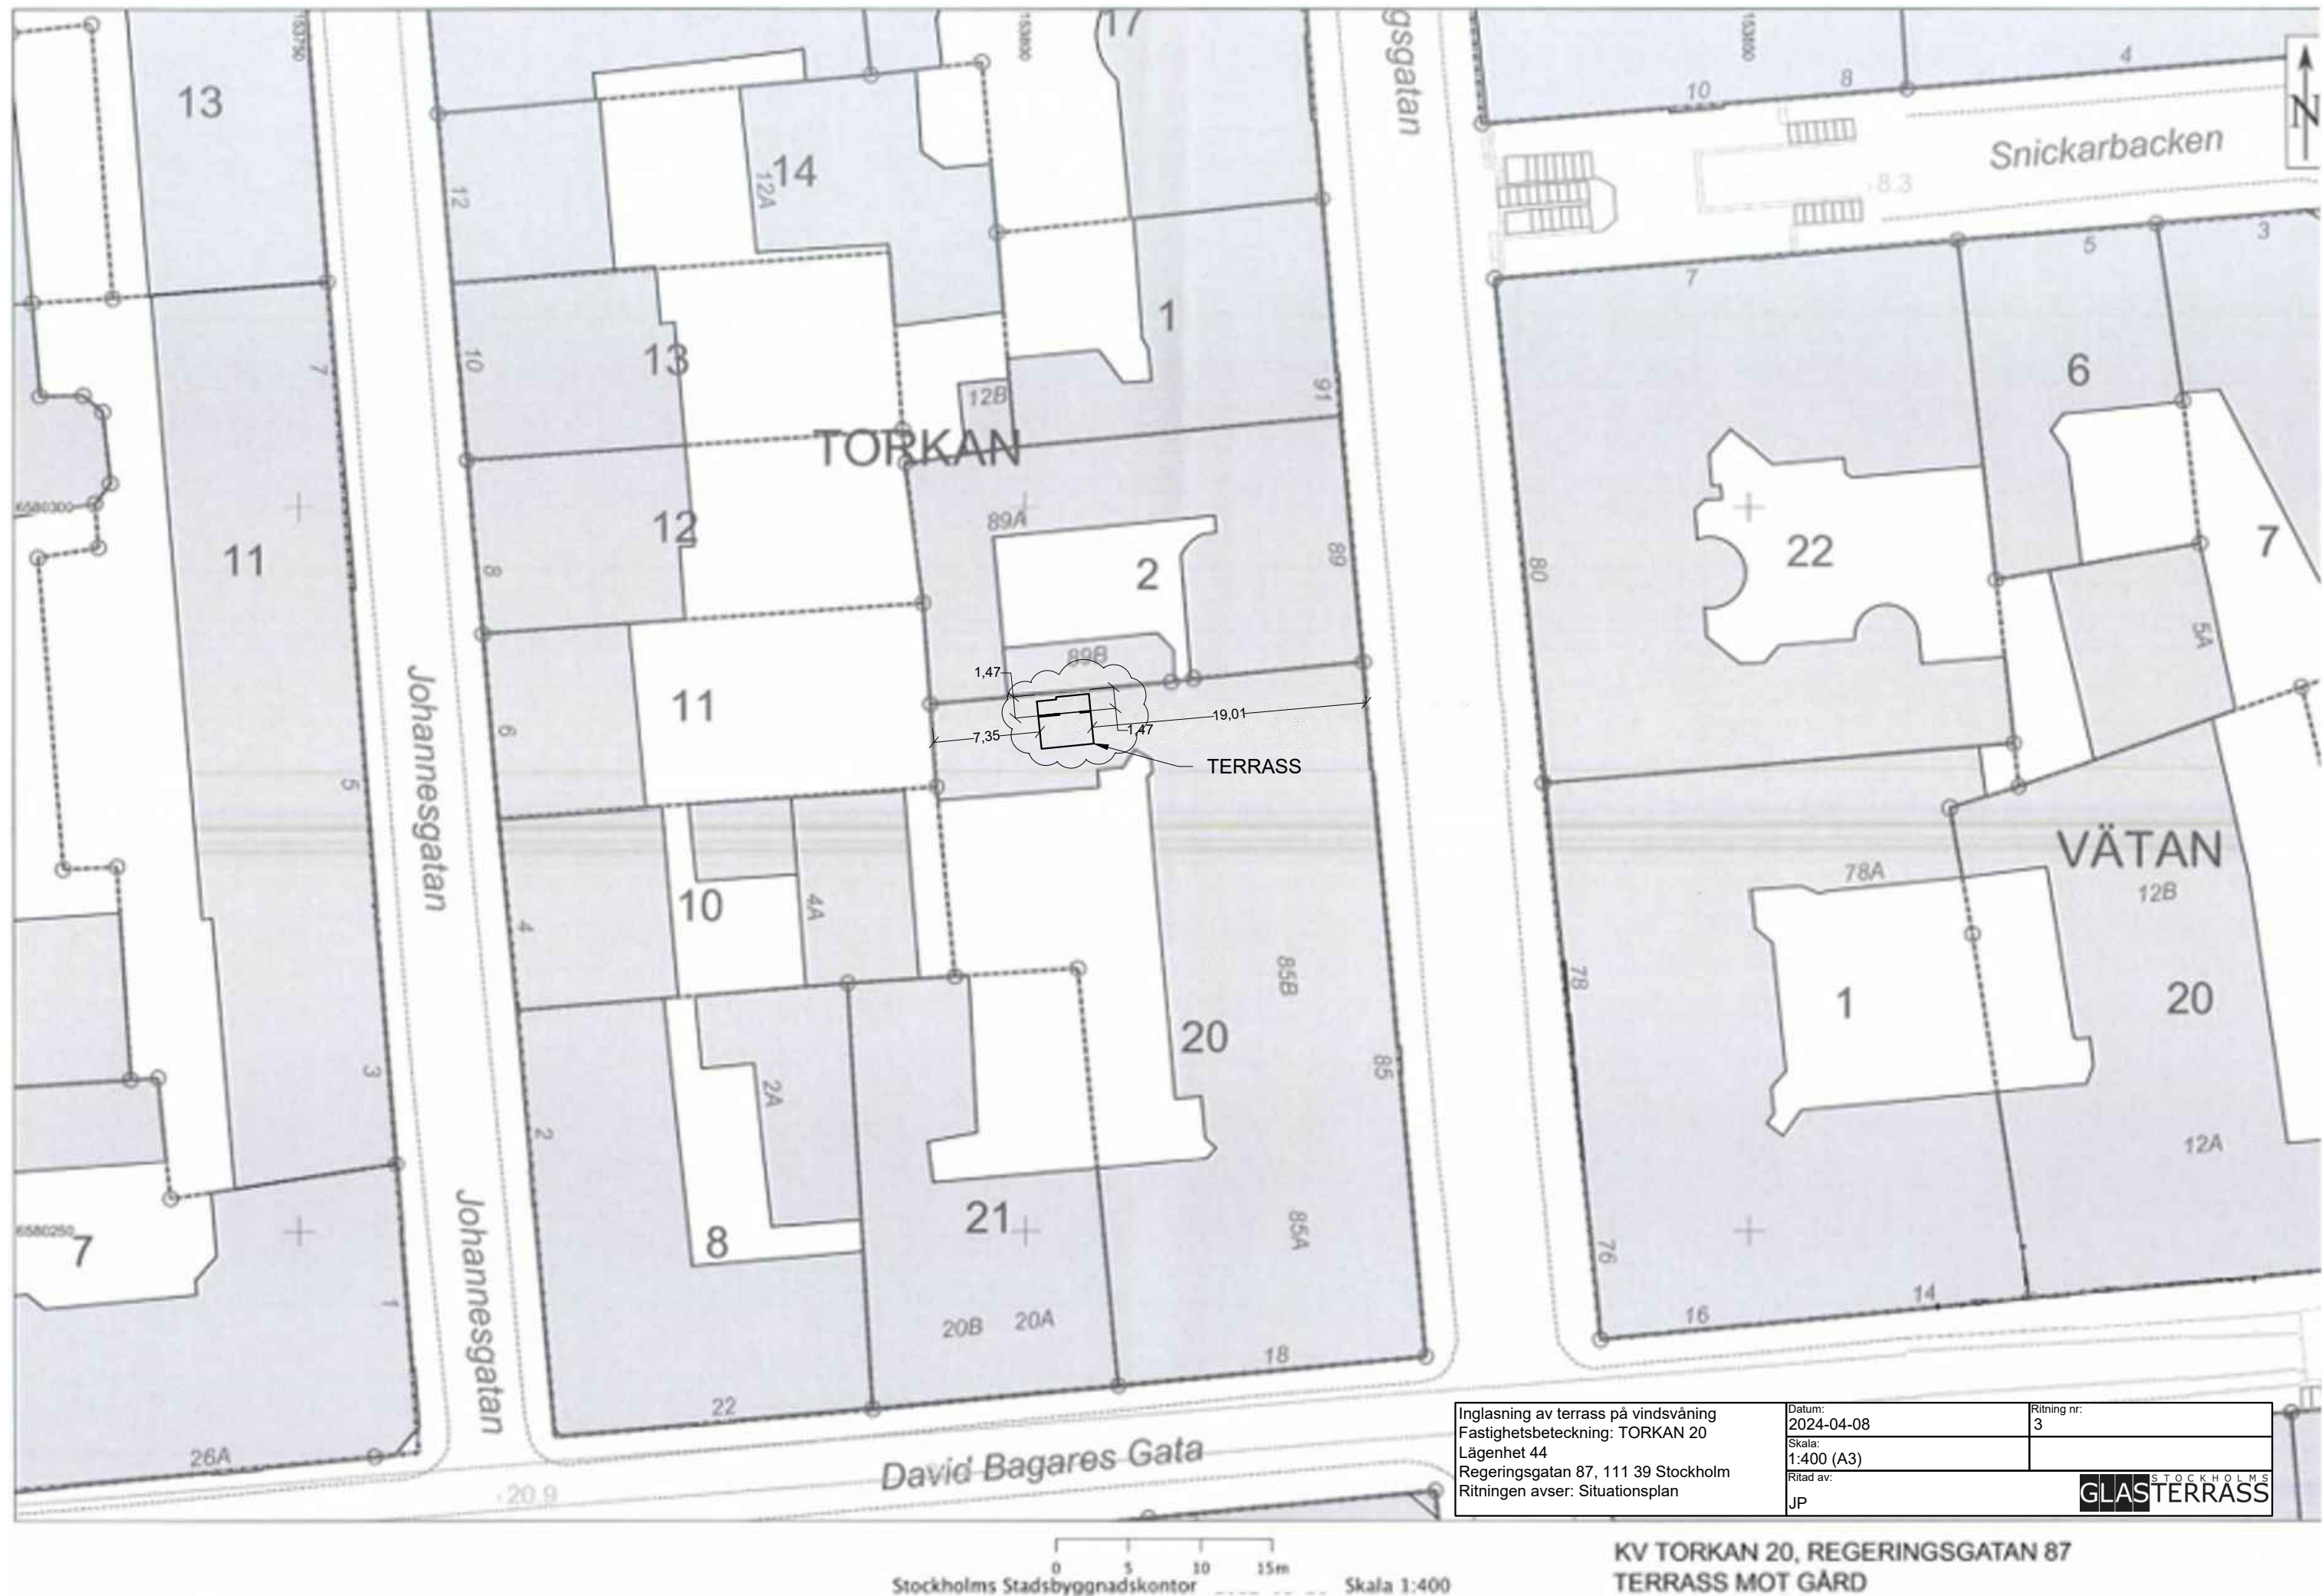 153750
153800
17
gsgatan
153850
4
10
8
N
13
14
12A
12
Snickarbacken
8.3
5
3
7
13
10
7
1
6
12B
91
TORKAN
6580300
11
12
8
89A
2
89
80
22
7
5A
89B
1,47
11
6
7,35
1,47
19,01
TERRASS
Johannesgatan
5
10
4A
4
VÄTAN
78A
12B
85B
78
1
20
20
85
3
2A
2
12A
6580250
7
8
21
85A
76
1
20B
20A
16
14
18
22
Johannesgatan
26A
20.9
David Bagares Gata
Inglasning av terrass på vindsvåning
Fastighetsbeteckning: TORKAN 20
Lägenhet 44
Regeringsgatan 87, 111 39 Stockholm
Ritningen avser: Situationsplan
Datum:
2024-04-08
Ritning nr:
3
Skala:
1:400 (A3)
Ritad av:
JP
STOCKHOLMS
GLASTERRASS
0 5 10 15m
Stockholms Stadsbyggnadskontor
Skala 1:400
KV TORKAN 20, REGERINGSGATAN 87
TERRASS MOT GÅRD